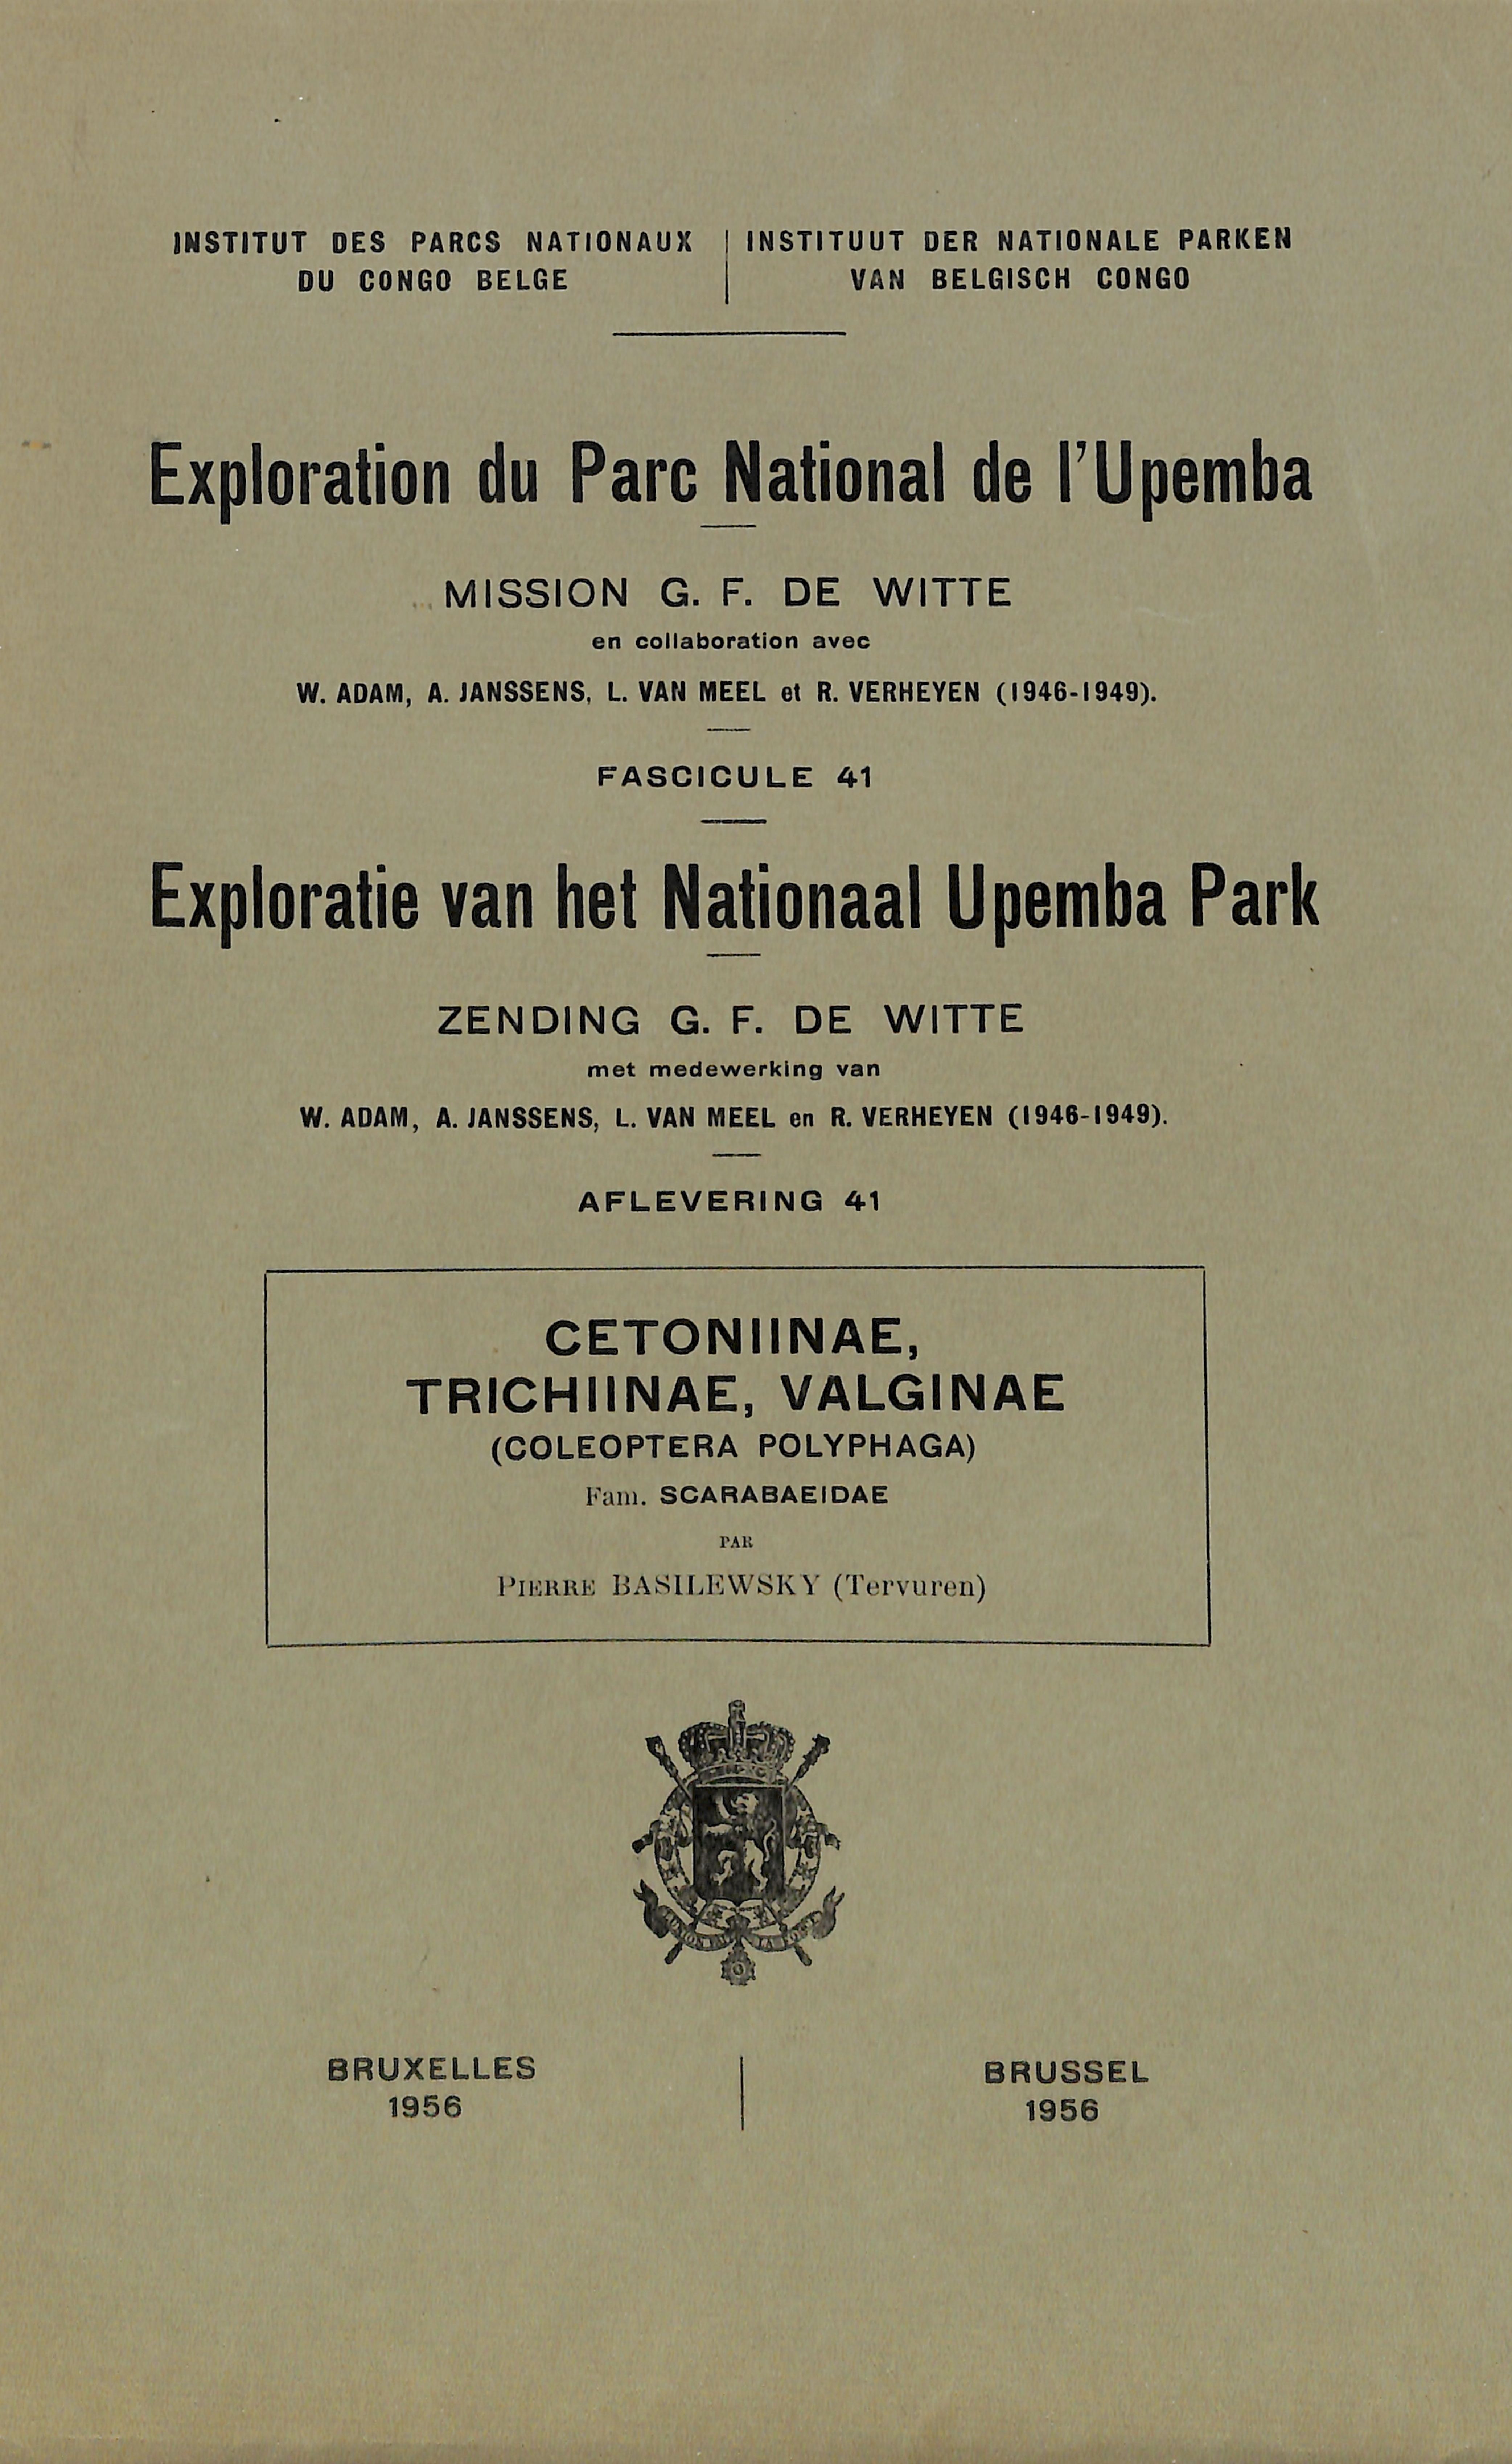 INSTITUT DES PARCS NATIONAUX
DU CONGO BELGE
INSTITUUT DER NATIONALE PARKEN
VAN BELGISCH CONGO
Exploration du Parc National de l'Upemba
MISSION G. F. DE WITTE
en collaboration avec
W. ADAM, A. JANSSENS, L. VAN MEEL et R. VERHEYEN (1946-1949).
FASCICULE 41
Exploratie van het Nationaal Upemba Park
ZENDING G. F. DE WITTE
met medewerking van
W. ADAM, A. JANSSENS, L. VAN MEEL en R. VERHEYEN (1946-1949).
AFLEVERING 41
CETONIINAE,
TRICHIINAE, VALGINAE
(COLEOPTERA POLYPHAGA)
Fam. SCARABAEIDAE
PAR
PIERRE BASILEWSKY (Tervuren)
BRUXELLES
1956
BRUSSEL
1956